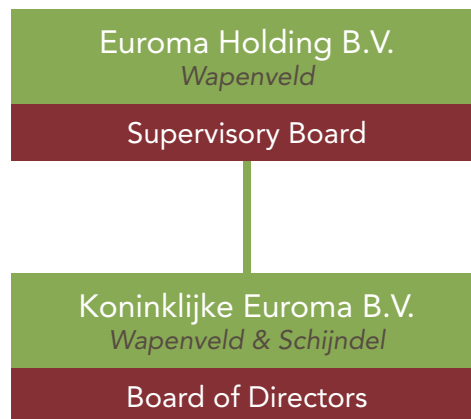 Euroma Holding B.V.
Wapenveld
Supervisory Board
Koninklijke Euroma B.V.
Wapenveld & Schijndel
Board of Directors